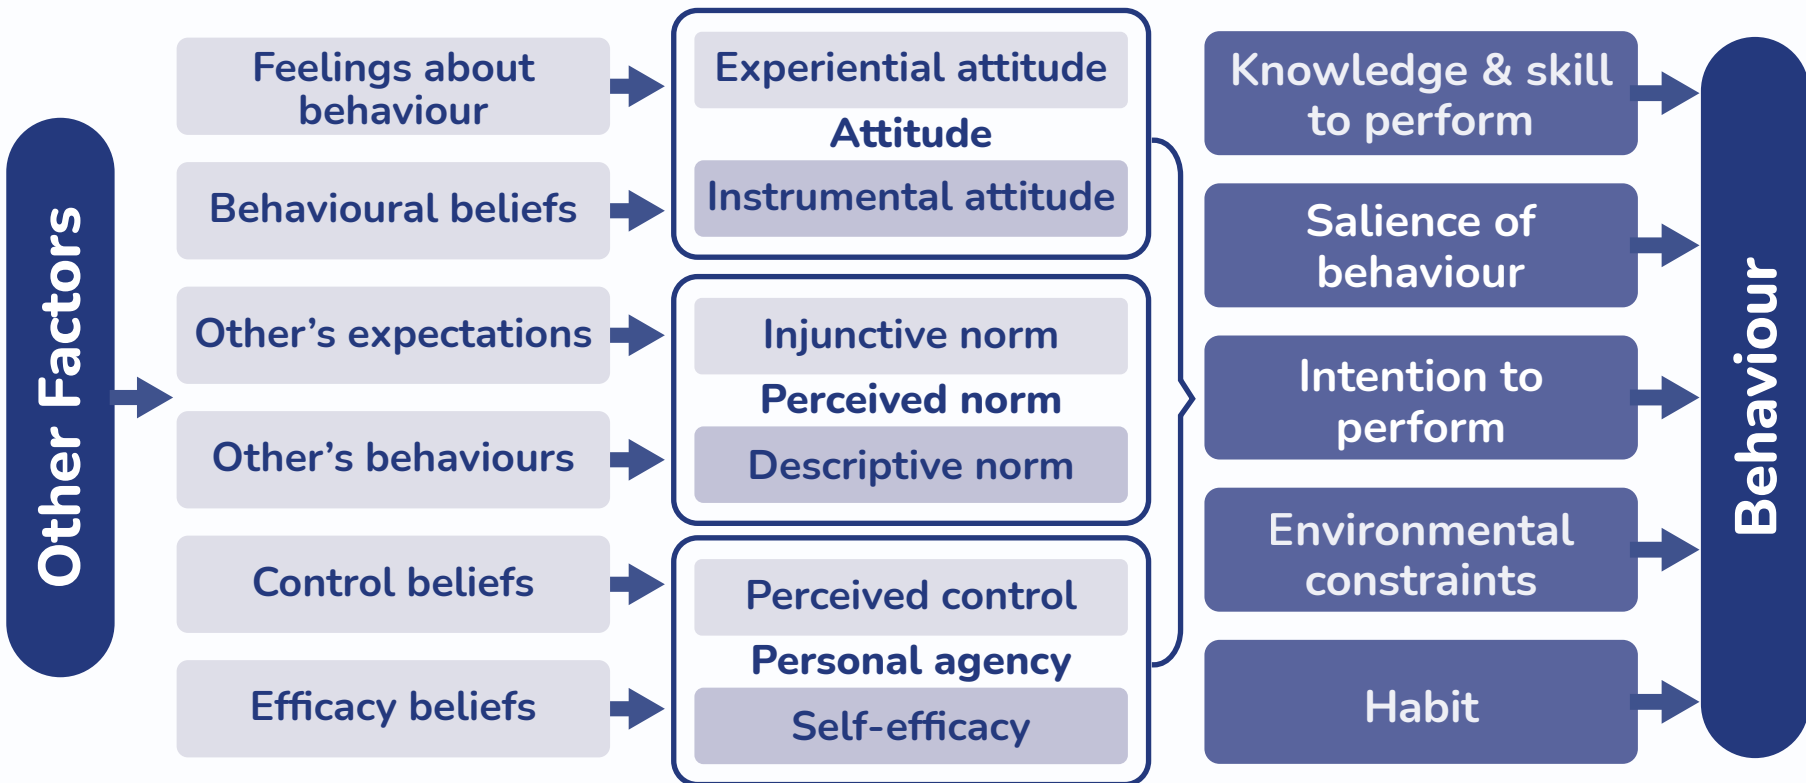 Other Factors
Feelings about
behaviour
Behavioural beliefs
Other’s expectations
Other’s behaviours
Control beliefs
Efficacy beliefs
Experiential attitude
Attitude
Instrumental attitude
Injunctive norm
Perceived norm
Descriptive norm
Perceived control
Personal agency
Self-efficacy
Knowledge & skill
to perform
Salience of
behaviour
Intention to
perform
Environmental
constraints
Habit
Behaviour